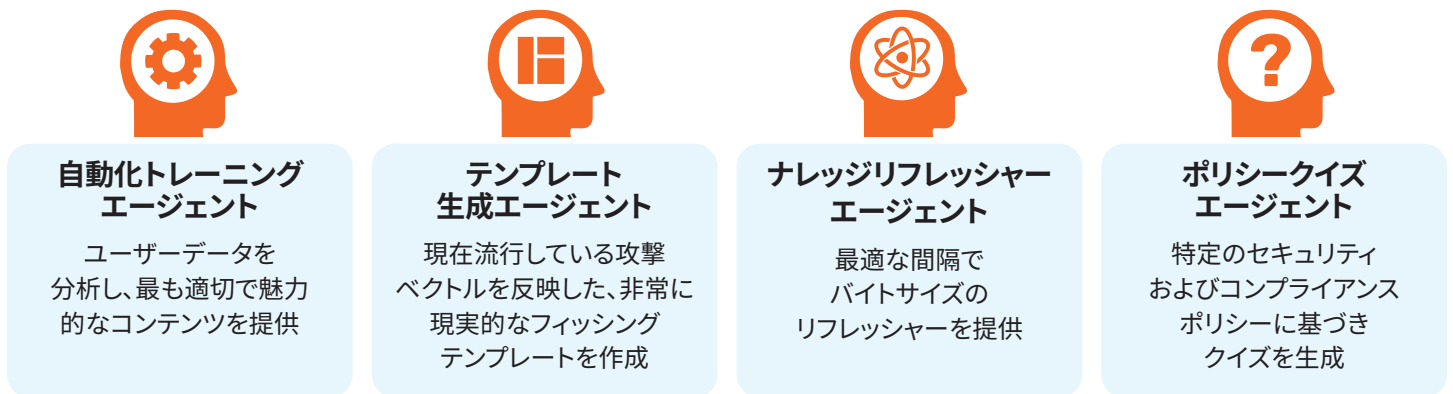 自動化トレーニング
エージェント
ユーザーデータを
分析し、最も適切で魅力
的なコンテンツを提供
テンプレート
生成エージェント
現在流行している攻撃
ベクトルを反映した、非常に
現実的なフィッシング
テンプレートを作成
ナレッジリフレッシャー
エージェント
最適な間隔で
バイトサイズの
リフレッシャーを提供
ポリシークイズ
エージェント
特定のセキュリティ
およびコンプライアンス
ポリシーに基づき
クイズを生成